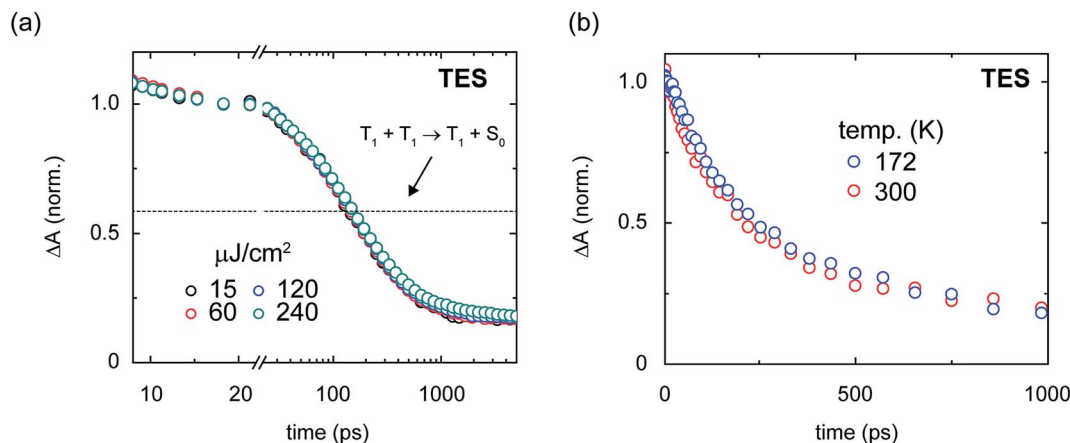 (a)
TES
T₁ + T₁ → T₁ + S₀
μJ/cm²
15 120
60 240
1.0
0.5
0
10 20 100 1000
ΔA (norm.)
time (ps)
(b)
TES
temp. (K)
172
300
1.0
0.5
0
0 500 1000
ΔA (norm.)
time (ps)